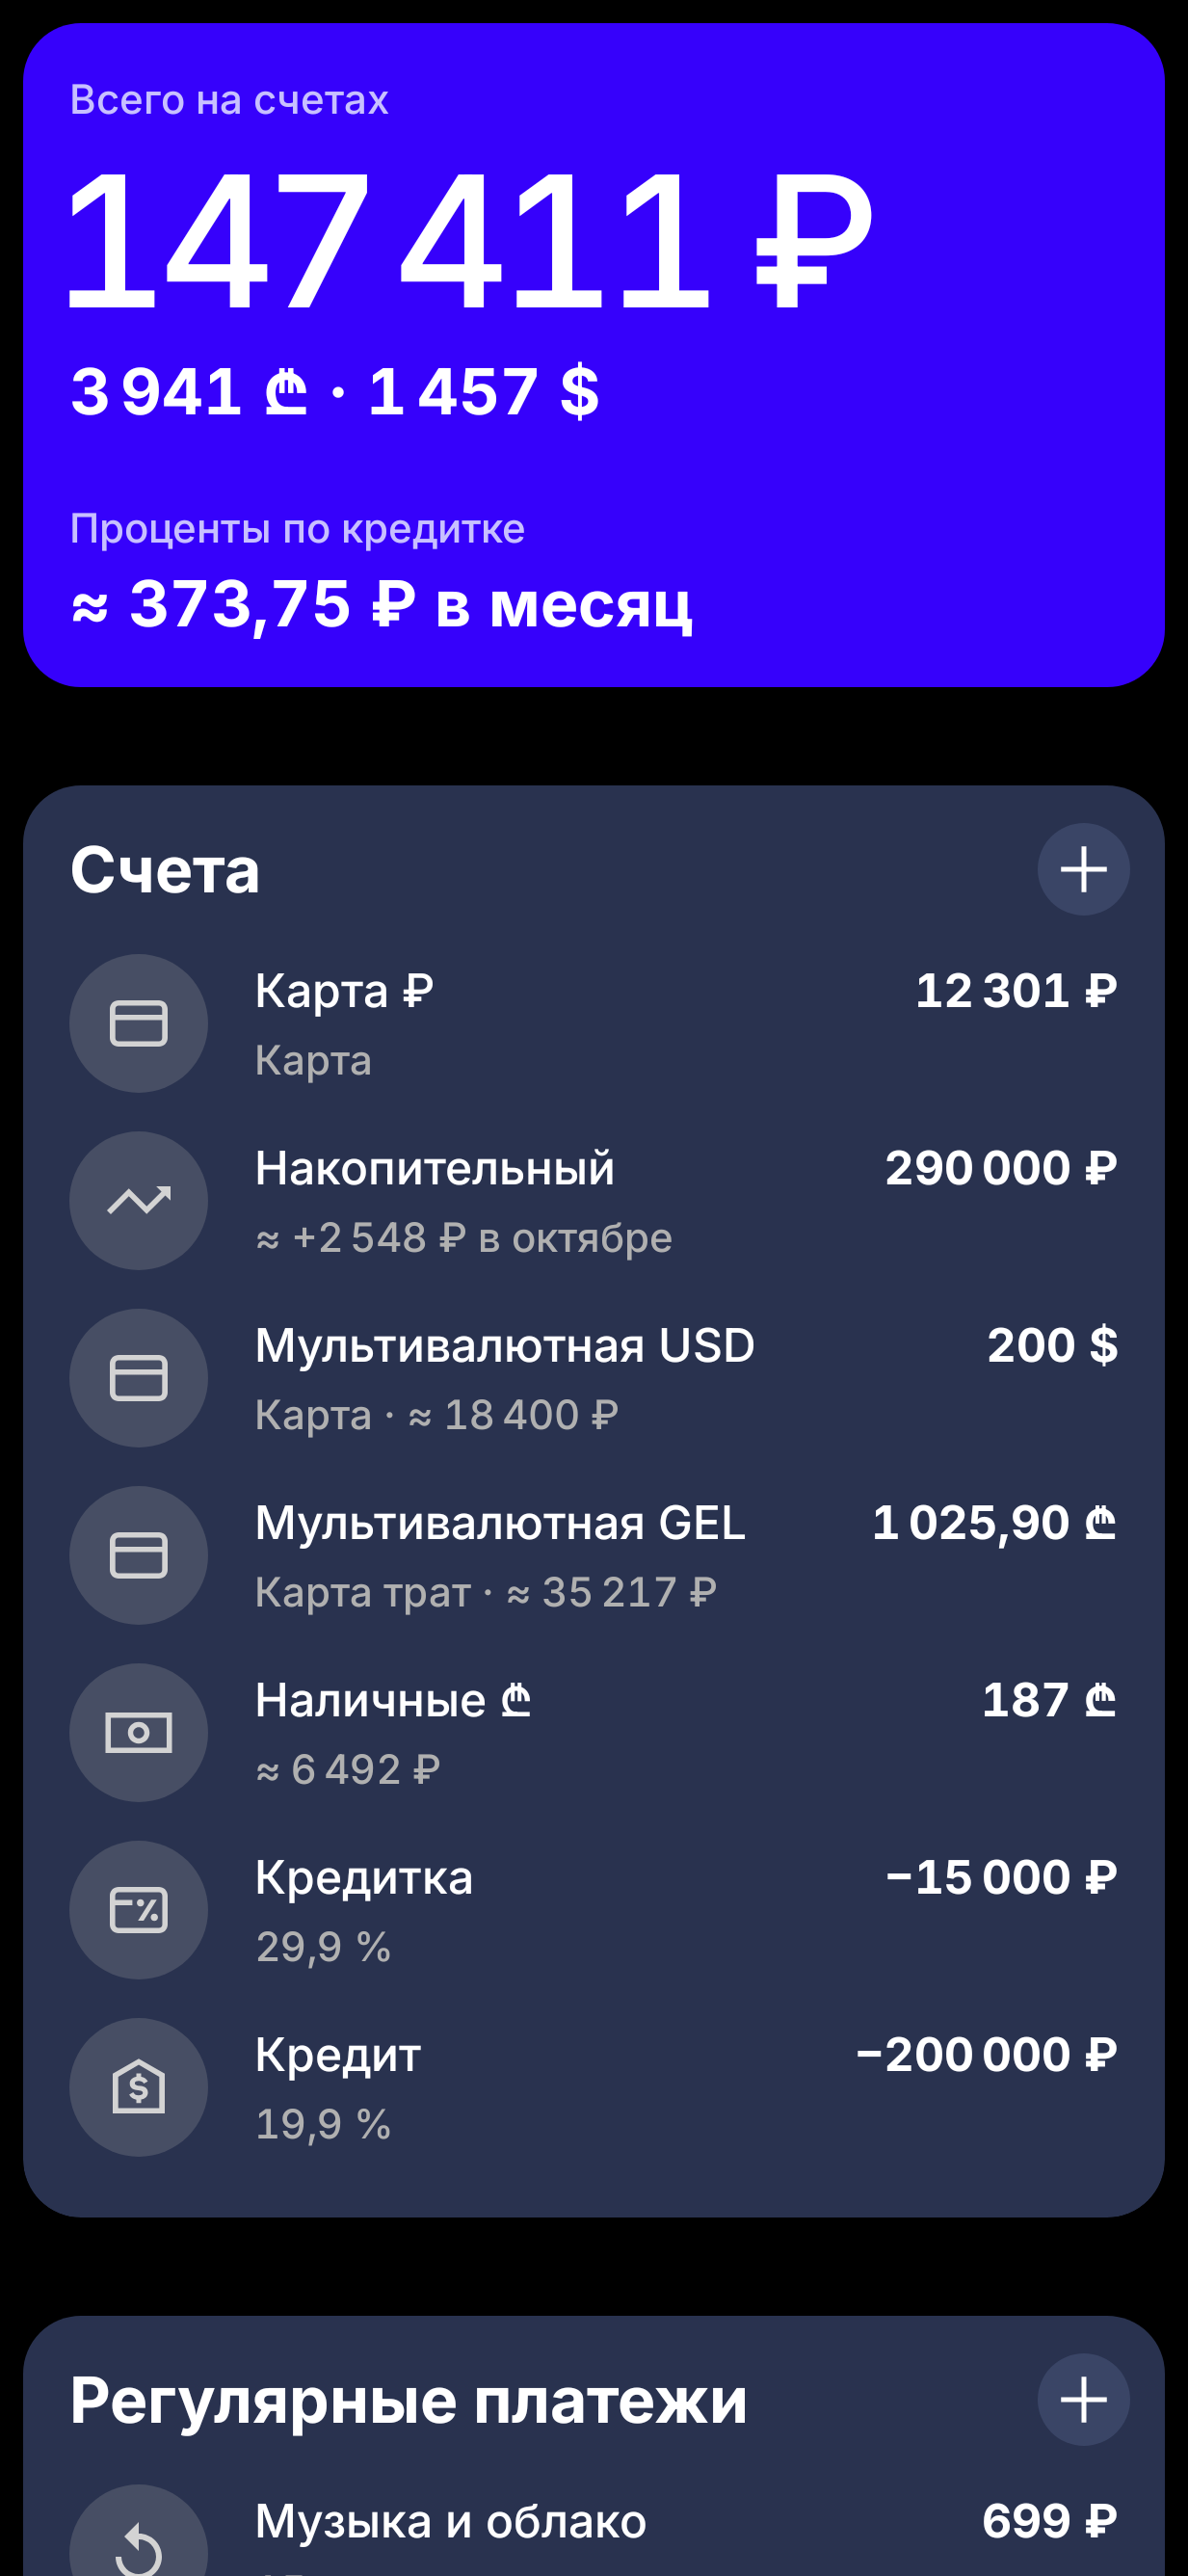 Всего на счетах
147 411 ₽
3 941 ₾ · 1 457 $
Проценты по кредитке
≈ 373,75 ₽ в месяц
Счета
Карта ₽
12 301 ₽
Карта
Накопительный
290 000 ₽
≈ +2 548 ₽ в октябре
Мультивалютная USD
200 $
Карта · ≈ 18 400 ₽
Мультивалютная GEL
1 025,90 ₾
Карта трат · ≈ 35 217 ₽
Наличные ₾
187 ₾
≈ 6 492 ₽
Кредитка
−15 000 ₽
29,9 %
Кредит
−200 000 ₽
19,9 %
Регулярные платежи
Музыка и облако
699 ₽